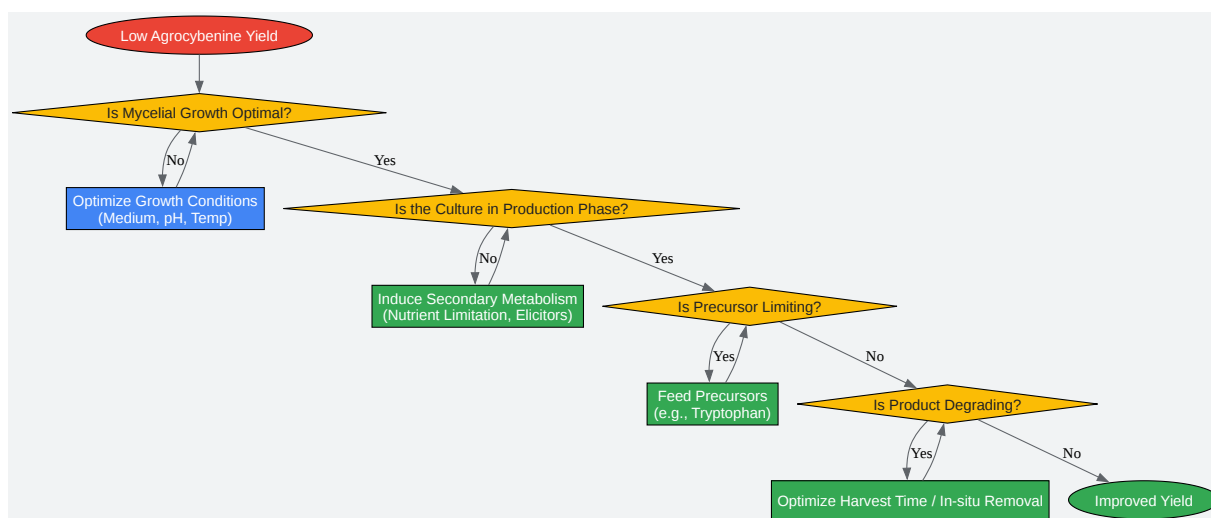 Low Agrocybenine Yield
Is Mycelial Growth Optimal?
No
Yes
Optimize Growth Conditions
(Medium, pH, Temp)
Is the Culture in Production Phase?
No
Yes
Induce Secondary Metabolism
(Nutrient Limitation, Elicitors)
Is Precursor Limiting?
Yes
No
Feed Precursors
(e.g., Tryptophan)
Is Product Degrading?
Yes
No
Optimize Harvest Time / In-situ Removal
Improved Yield